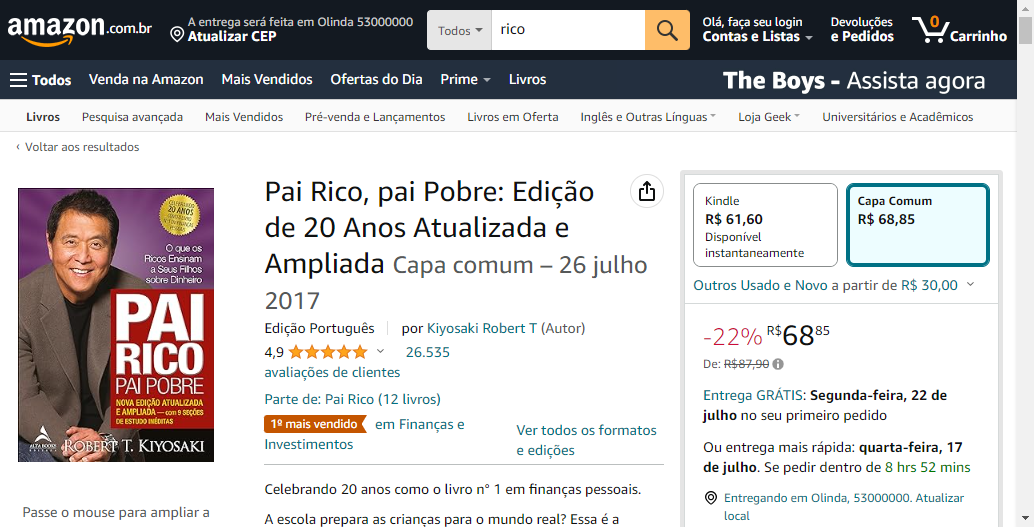 amazon.com.br
A entrega será feita em Olinda 53000000
Atualizar CEP
Todos
rico
Olá, faça seu login
Contas e Listas
Devoluções
e Pedidos
0
Carrinho
Todos
Venda na Amazon
Mais Vendidos
Ofertas do Dia
Prime
Livros
The Boys - Assista agora
Livros
Pesquisa avançada
Mais Vendidos
Pré-venda e Lançamentos
Livros em Oferta
Inglês e Outras Línguas
Loja Geek
Universitários e Acadêmicos
‹ Voltar aos resultados
CELEBRANDO
20 ANOS
O que os
Ricos Ensinam
a Seus Filhos
sobre Dinheiro
PAI
RICO
PAI POBRE
NOVA EDIÇÃO ATUALIZADA
E AMPLIADA — COM 9 SEÇÕES
DE ESTUDO INÉDITAS
ALTA BOOKS
ROBERT T. KIYOSAKI
Passe o mouse para ampliar a
Pai Rico, pai Pobre: Edição
de 20 Anos Atualizada e
Ampliada Capa comum – 26 julho
2017
Edição Português
por Kiyosaki Robert T (Autor)
4,9
26.535
avaliações de clientes
Parte de: Pai Rico (12 livros)
1º mais vendido
em Finanças e
Investimentos
Ver todos os formatos
e edições
Celebrando 20 anos como o livro n° 1 em finanças pessoais.
A escola prepara as crianças para o mundo real? Essa é a
Kindle
R$ 61,60
Disponível
instantaneamente
Capa Comum
R$ 68,85
Outros Usado e Novo a partir de R$ 30,00
-22% R$68 85
De: R$87,90
Entrega GRÁTIS: Segunda-feira, 22 de
julho no seu primeiro pedido
Ou entrega mais rápida: quarta-feira, 17
de julho. Se pedir dentro de 8 hrs 52 mins
Entregando em Olinda, 53000000. Atualizar
local